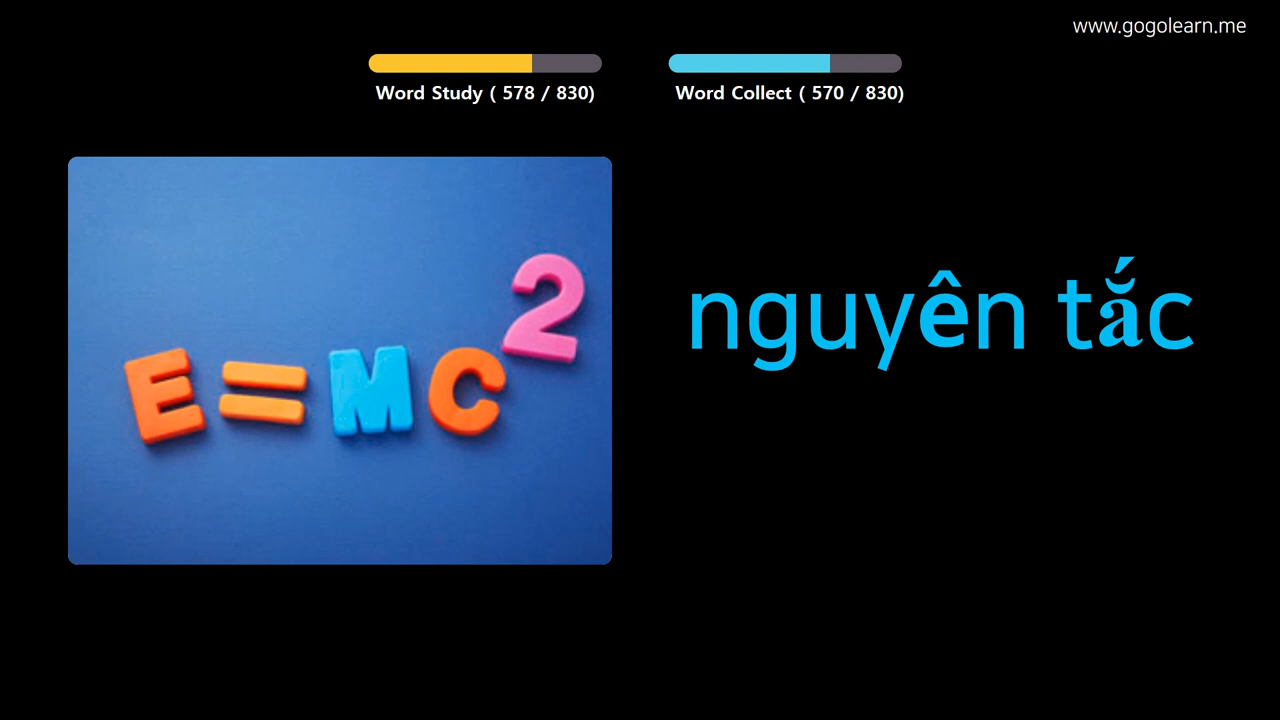 www.gogolearn.me
Word Study ( 578 / 830)
Word Collect ( 570 / 830)
E=MC²
nguyên tắc